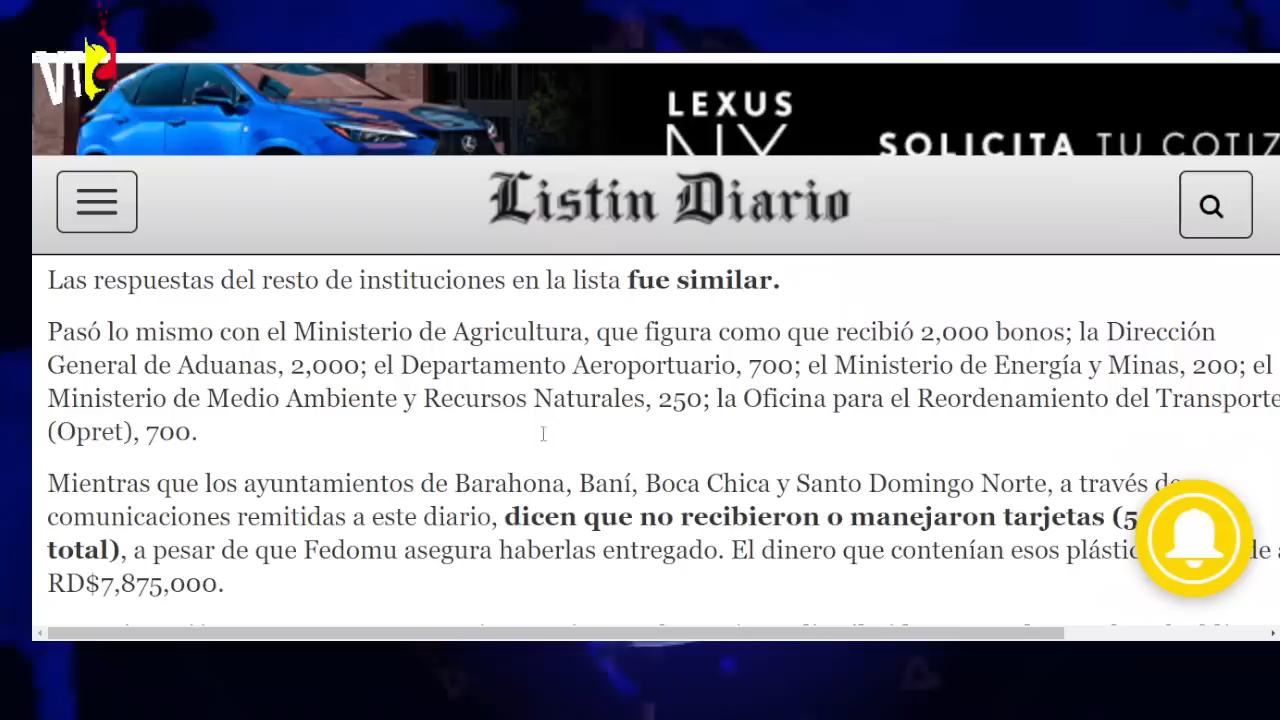 LEXUS
NX
SOLICITA TU COTIZ
Listin Diario
Las respuestas del resto de instituciones en la lista fue similar.
Pasó lo mismo con el Ministerio de Agricultura, que figura como que recibió 2,000 bonos; la Dirección
General de Aduanas, 2,000; el Departamento Aeroportuario, 700; el Ministerio de Energía y Minas, 200; el
Ministerio de Medio Ambiente y Recursos Naturales, 250; la Oficina para el Reordenamiento del Transporte
(Opret), 700.
Mientras que los ayuntamientos de Barahona, Baní, Boca Chica y Santo Domingo Norte, a través de
comunicaciones remitidas a este diario, dicen que no recibieron o manejaron tarjetas (5
total), a pesar de que Fedomu asegura haberlas entregado. El dinero que contenían esos
RD$7,875,000.